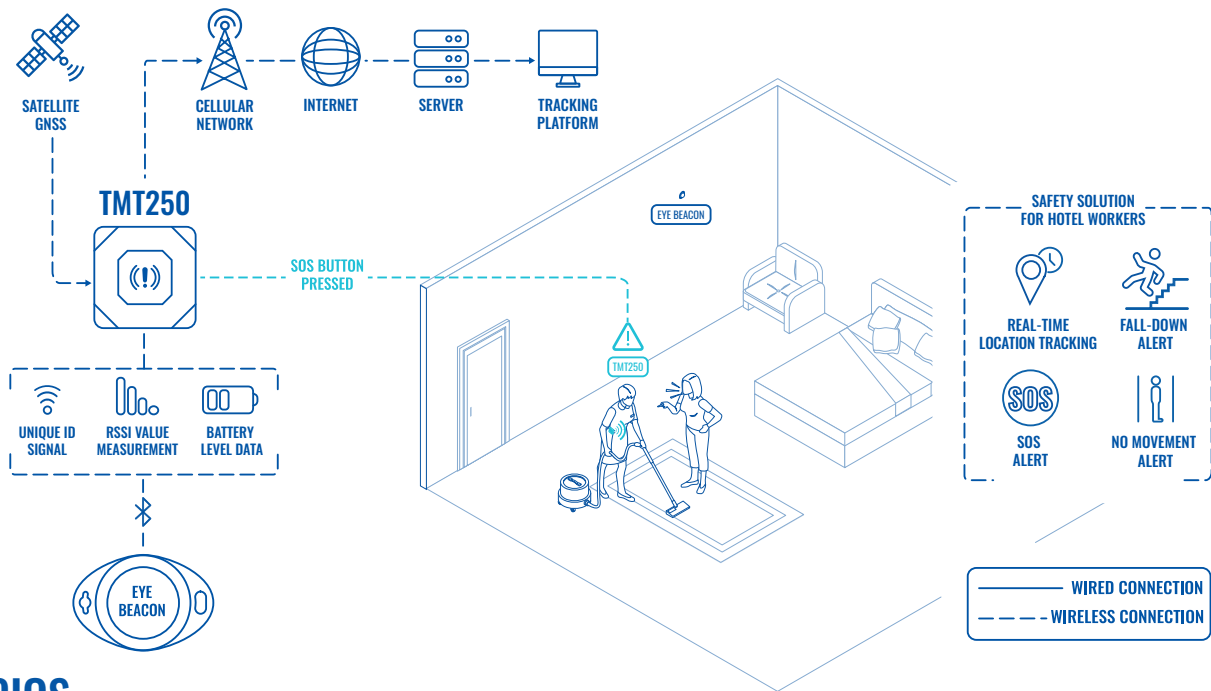 SATELLITE
GNSS
CELLULAR
NETWORK
INTERNET
SERVER
TRACKING
PLATFORM
TMT250
SOS BUTTON
PRESSED
UNIQUE ID
SIGNAL
RSSI VALUE
MEASUREMENT
BATTERY
LEVEL DATA
EYE
BEACON
EYE BEACON
TMT250
SAFETY SOLUTION
FOR HOTEL WORKERS
REAL-TIME
LOCATION TRACKING
FALL-DOWN
ALERT
SOS
SOS
ALERT
NO MOVEMENT
ALERT
WIRED CONNECTION
WIRELESS CONNECTION